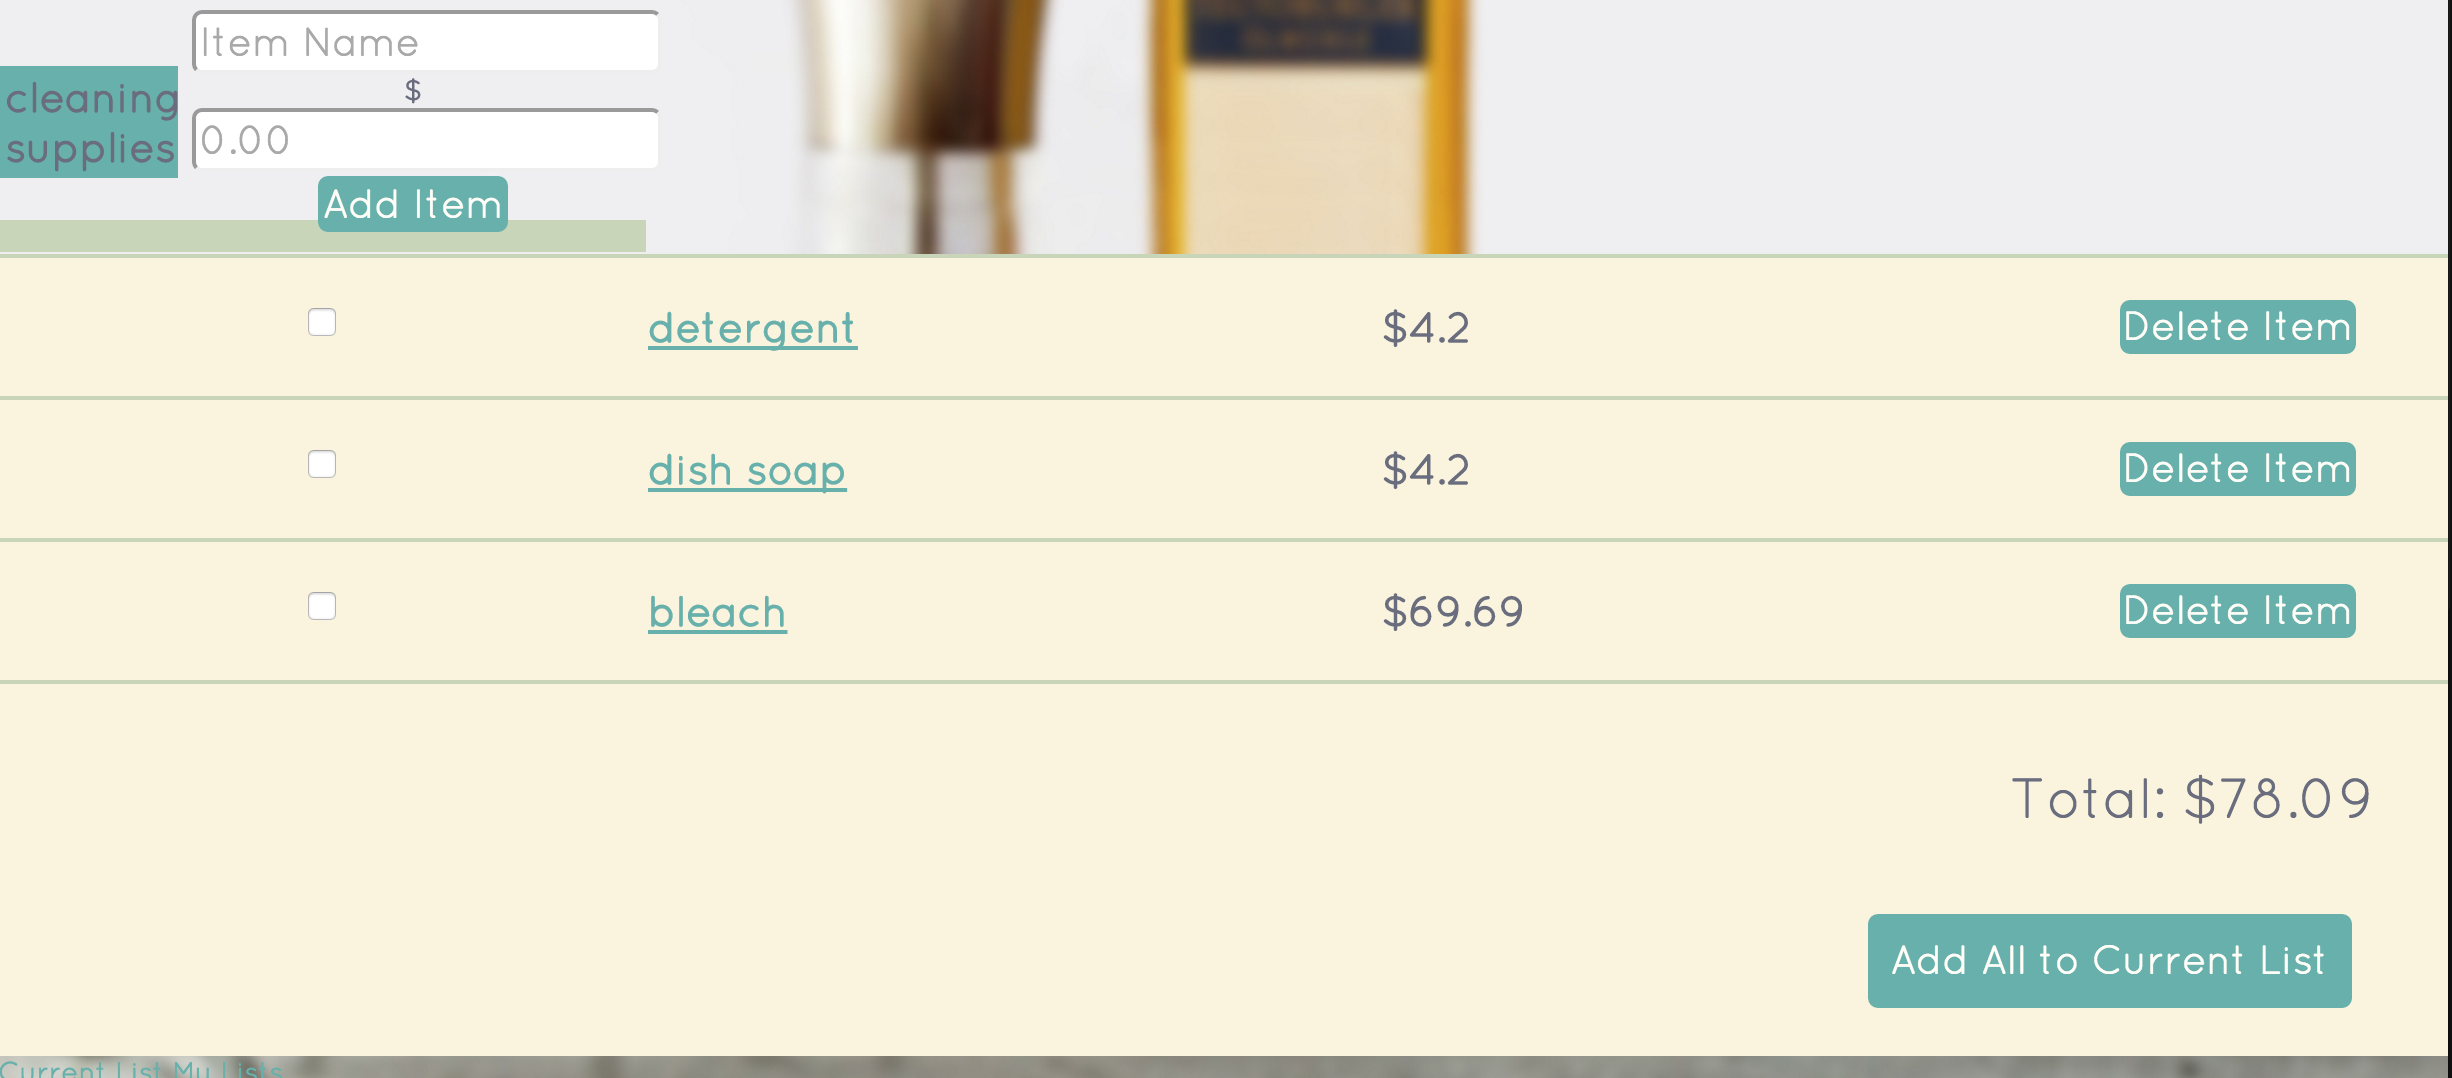 Item Name
cleaning
supplies
$
0.00
Add Item
detergent $4.2 Delete Item
dish soap $4.2 Delete Item
bleach $69.69 Delete Item
Total: $78.09
Add All to Current List
Current List My Lists